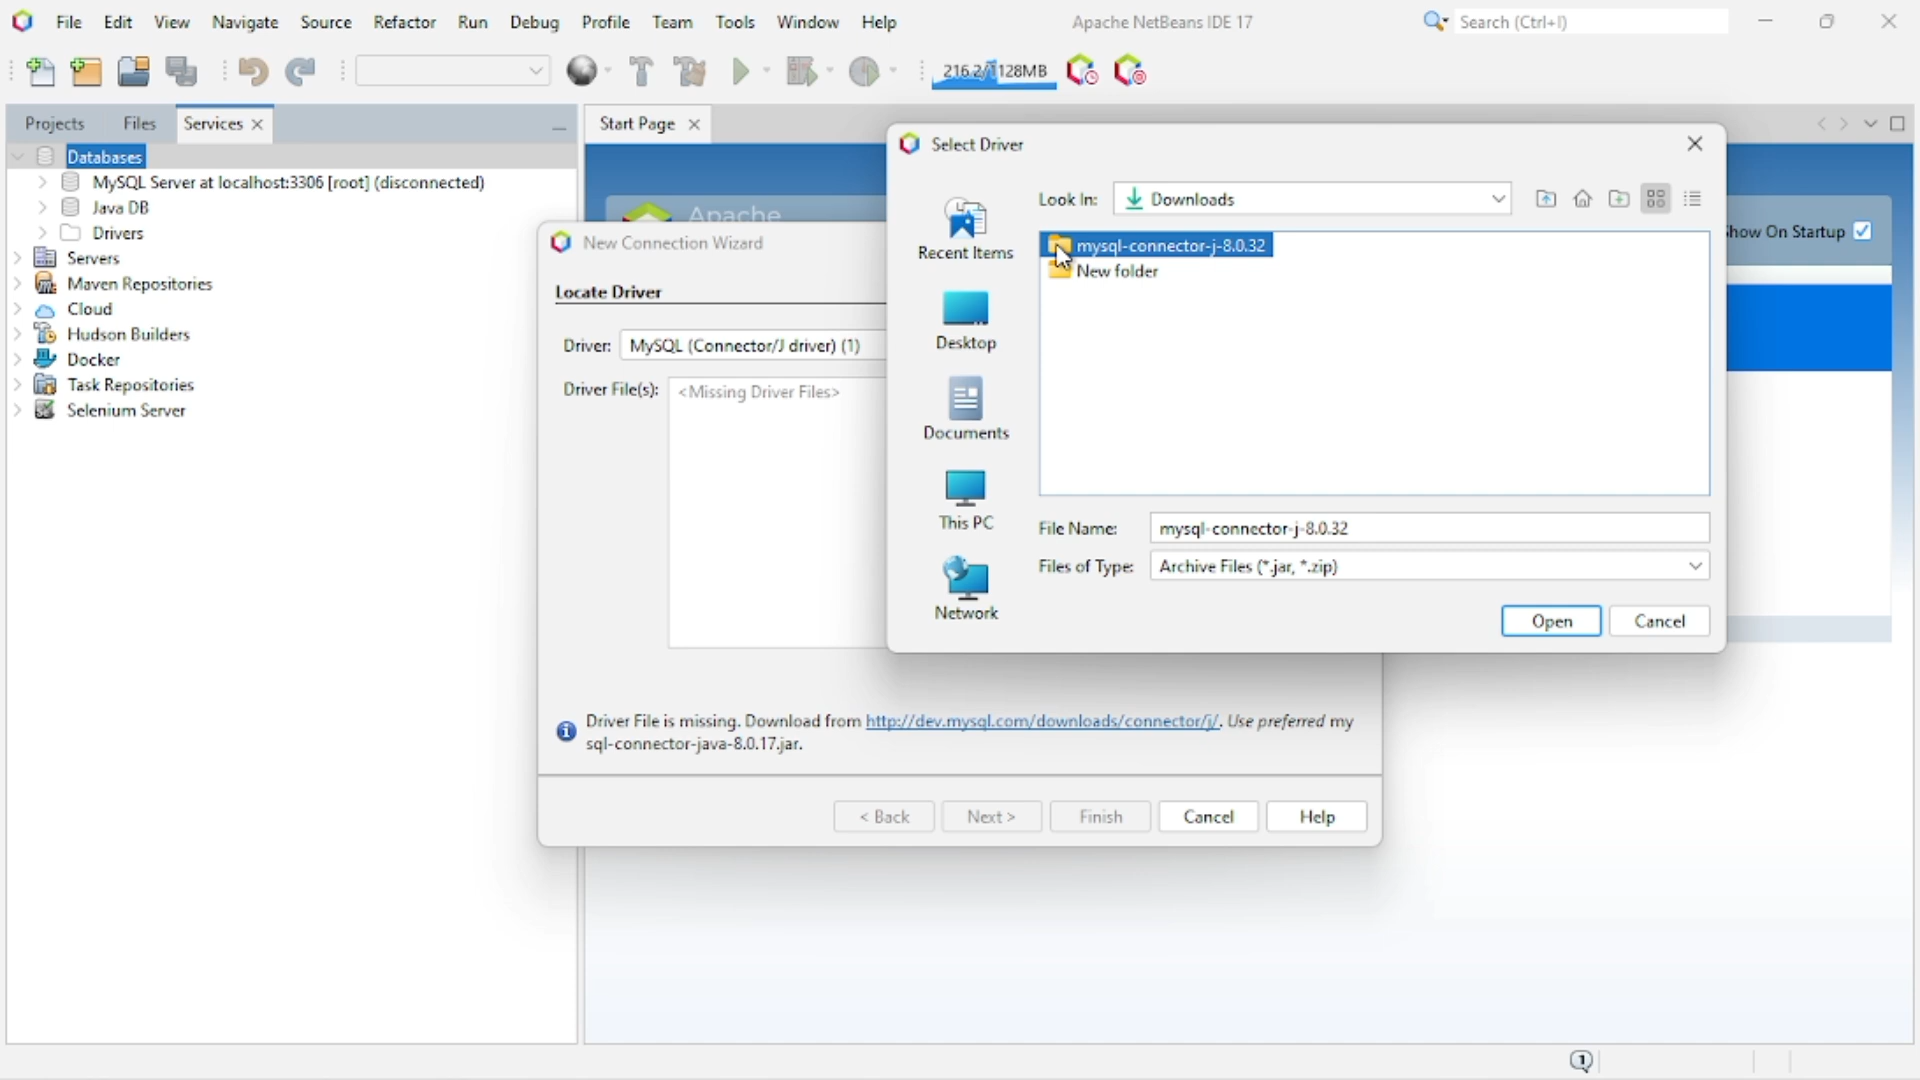 File Edit View Navigate Source Refactor Run Debug Profile Team Tools Window Help
Apache NetBeans IDE 17
Search (Ctrl+I)
Projects Files Services
Start Page
Databases
MySQL Server at localhost:3306 [root] (disconnected)
Java DB
Drivers
Servers
Maven Repositories
Cloud
Hudson Builders
Docker
Task Repositories
Selenium Server
Apache
Show On Startup
New Connection Wizard
Locate Driver
Driver: MySQL (Connector/J driver) (1)
Driver File(s): <Missing Driver Files>
Driver File is missing. Download from http://dev.mysql.com/downloads/connector/j/. Use preferred my
sql-connector-java-8.0.17.jar.
< Back Next > Finish Cancel Help
Select Driver
Look In: Downloads
Recent Items
Desktop
Documents
This PC
Network
mysql-connector-j-8.0.32
New folder
File Name: mysql-connector-j-8.0.32
Files of Type: Archive Files (*.jar, *.zip)
Open Cancel
1